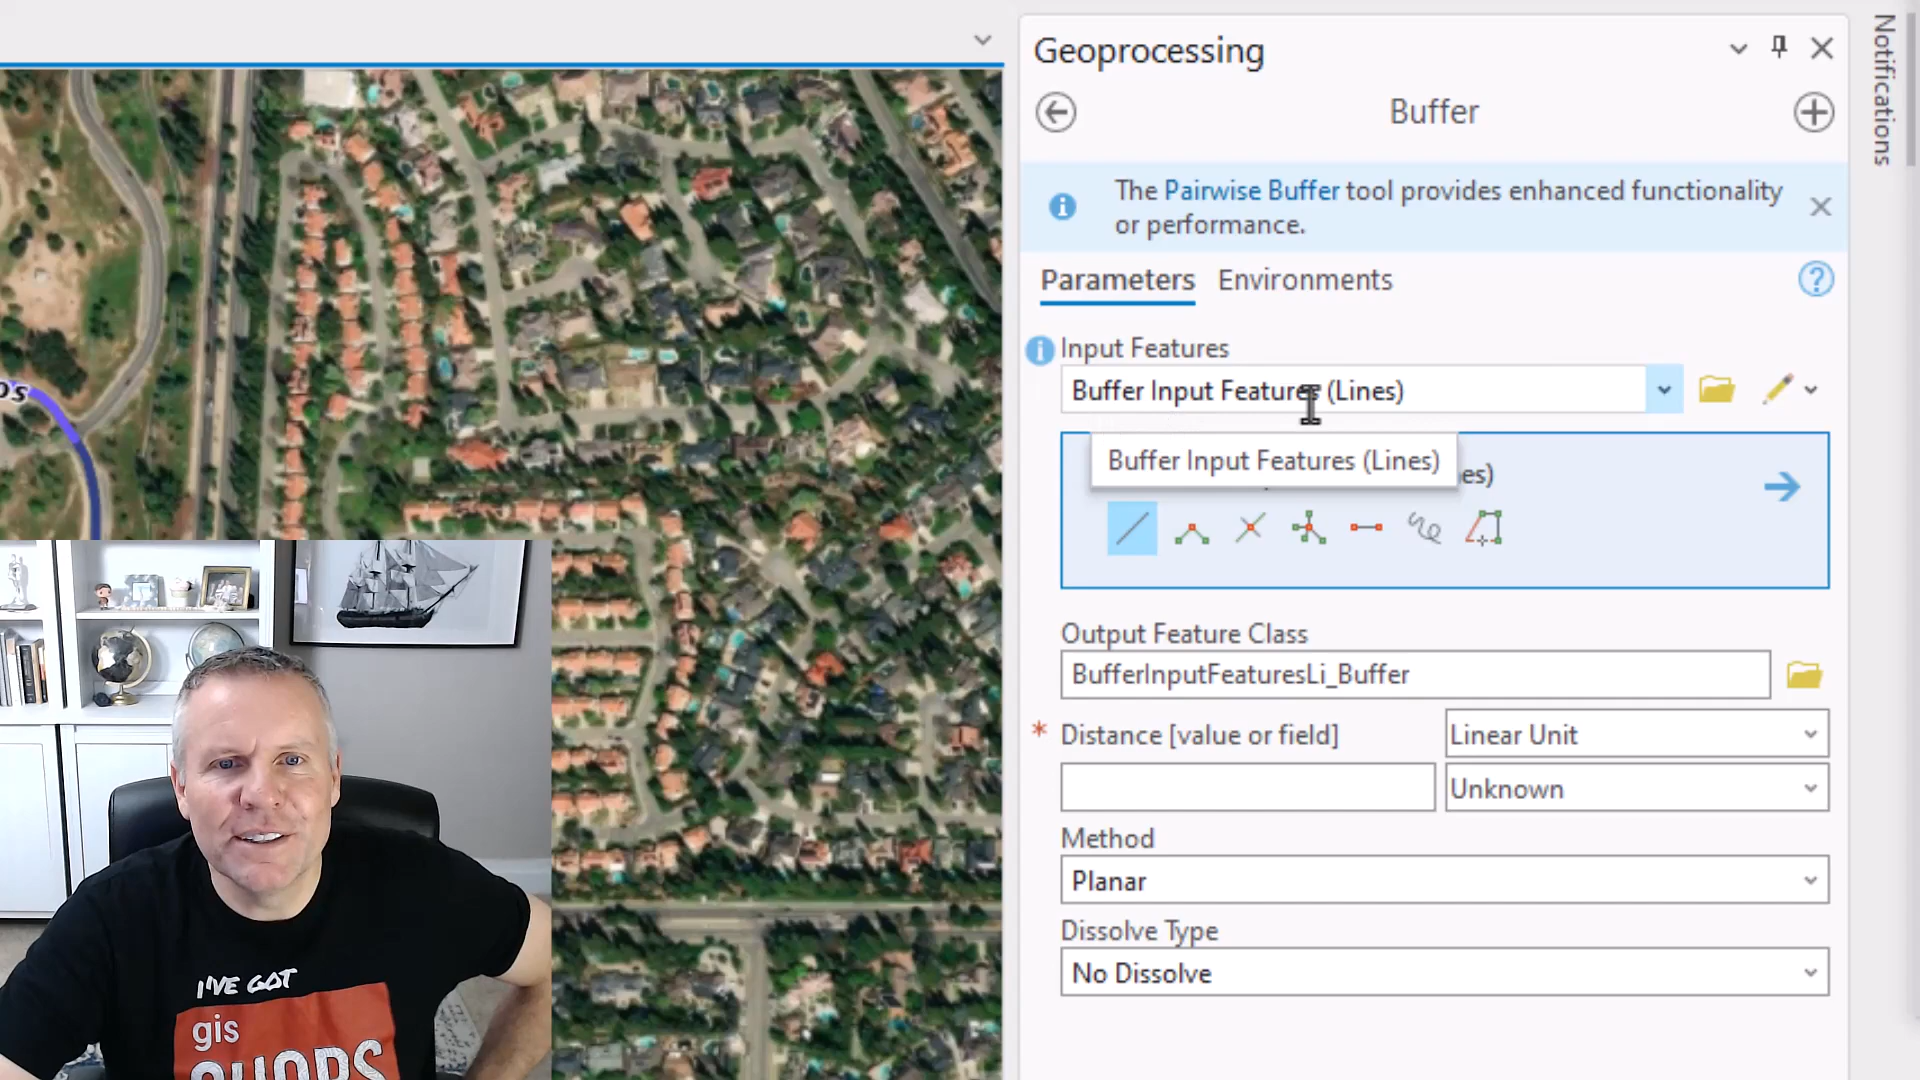 Geoprocessing
Notifications
Buffer
The Pairwise Buffer tool provides enhanced functionality
or performance.
Parameters Environments
Input Features
Buffer Input Features (Lines)
Buffer Input Features (Lines)
es)
os
Output Feature Class
BufferInputFeaturesLi_Buffer
* Distance [value or field] Linear Unit
Unknown
Method
Planar
Dissolve Type
No Dissolve
I'VE GOT
gis
CHOPS